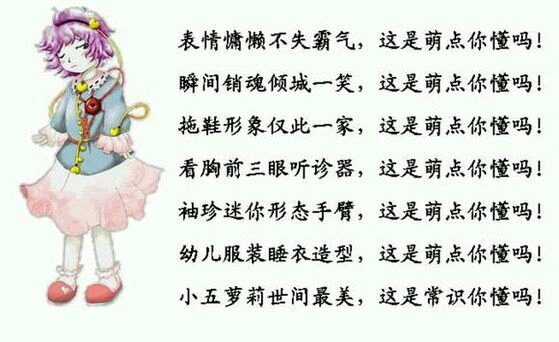 表情慵懒不失霸气，这是萌点你懂吗！
瞬间销魂倾城一笑，这是萌点你懂吗！
拖鞋形象仅此一家，这是萌点你懂吗！
看胸前三眼听诊器，这是萌点你懂吗！
袖珍迷你形态手臂，这是萌点你懂吗！
幼儿服装睡衣造型，这是萌点你懂吗！
小五萝莉世间最美，这是常识你懂吗！